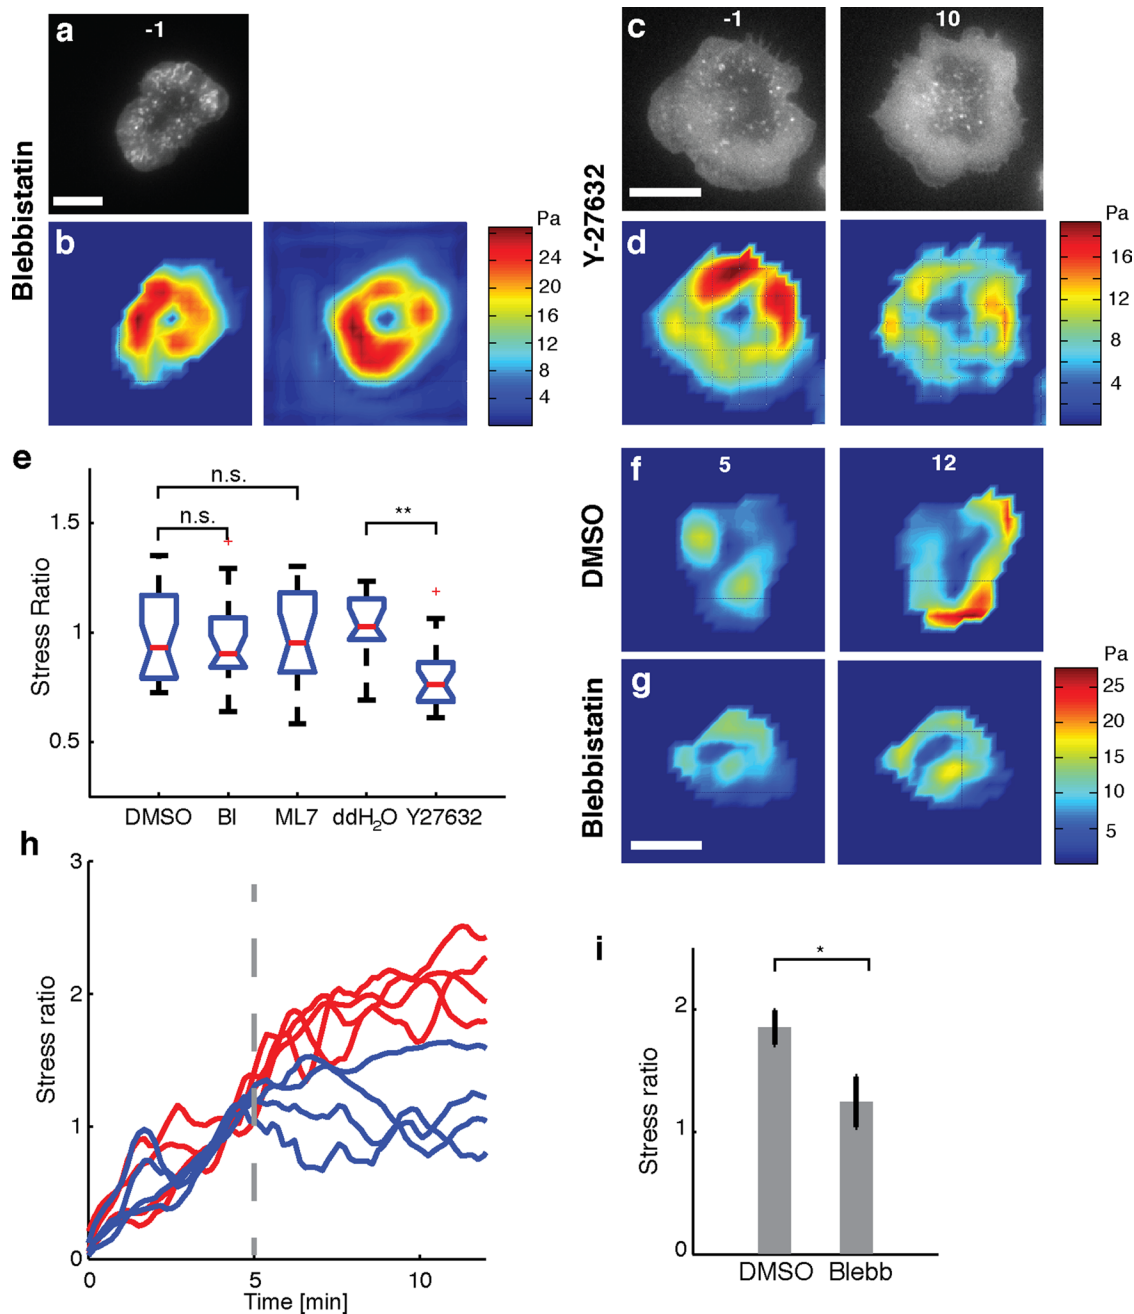 a
-1
Blebbistatin
b
Pa
24
20
16
12
8
4
c
-1
10
Y-27632
d
Pa
16
12
8
4
e
n.s.
n.s.
**
1.5
1
0.5
Stress Ratio
DMSO BI ML7 ddH2O Y27632
f
5
12
DMSO
g
Blebbistatin
Pa
25
20
15
10
5
h
3
2
1
0
Stress ratio
0 5 10
Time [min]
i
*
2
1
0
Stress ratio
DMSO Blebb